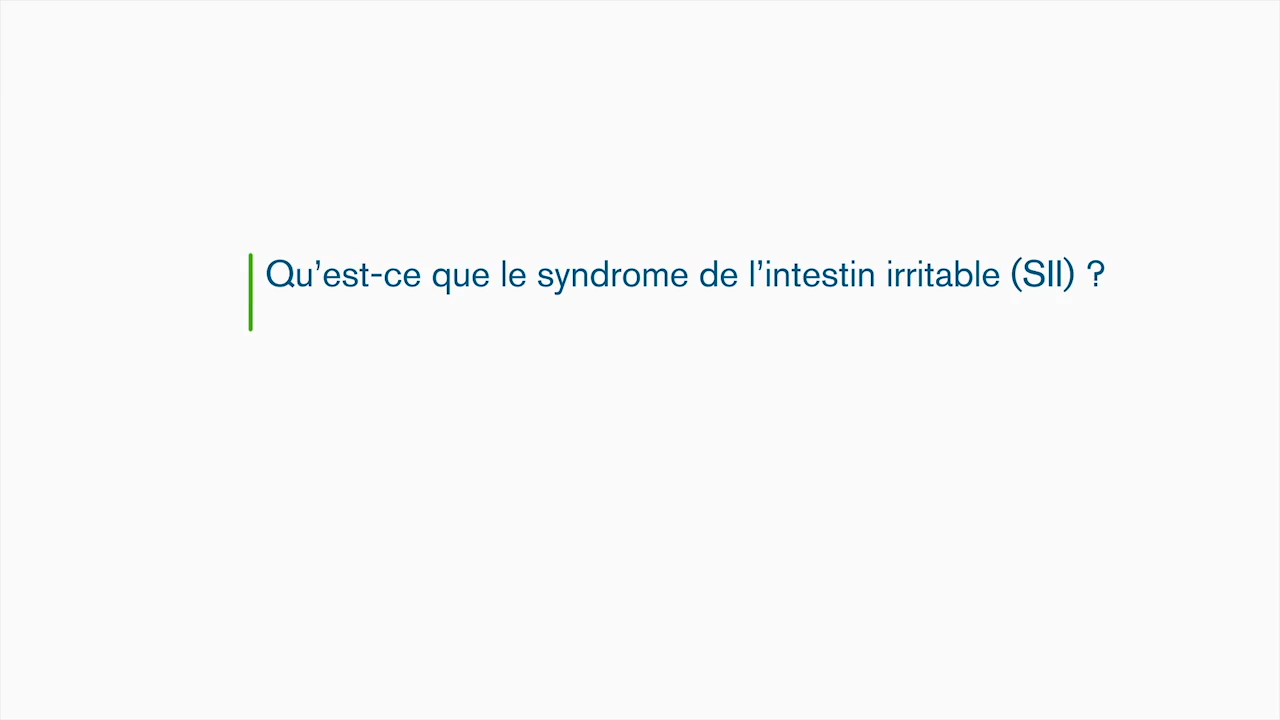 Qu’est-ce que le syndrome de l’intestin irritable (SII) ?